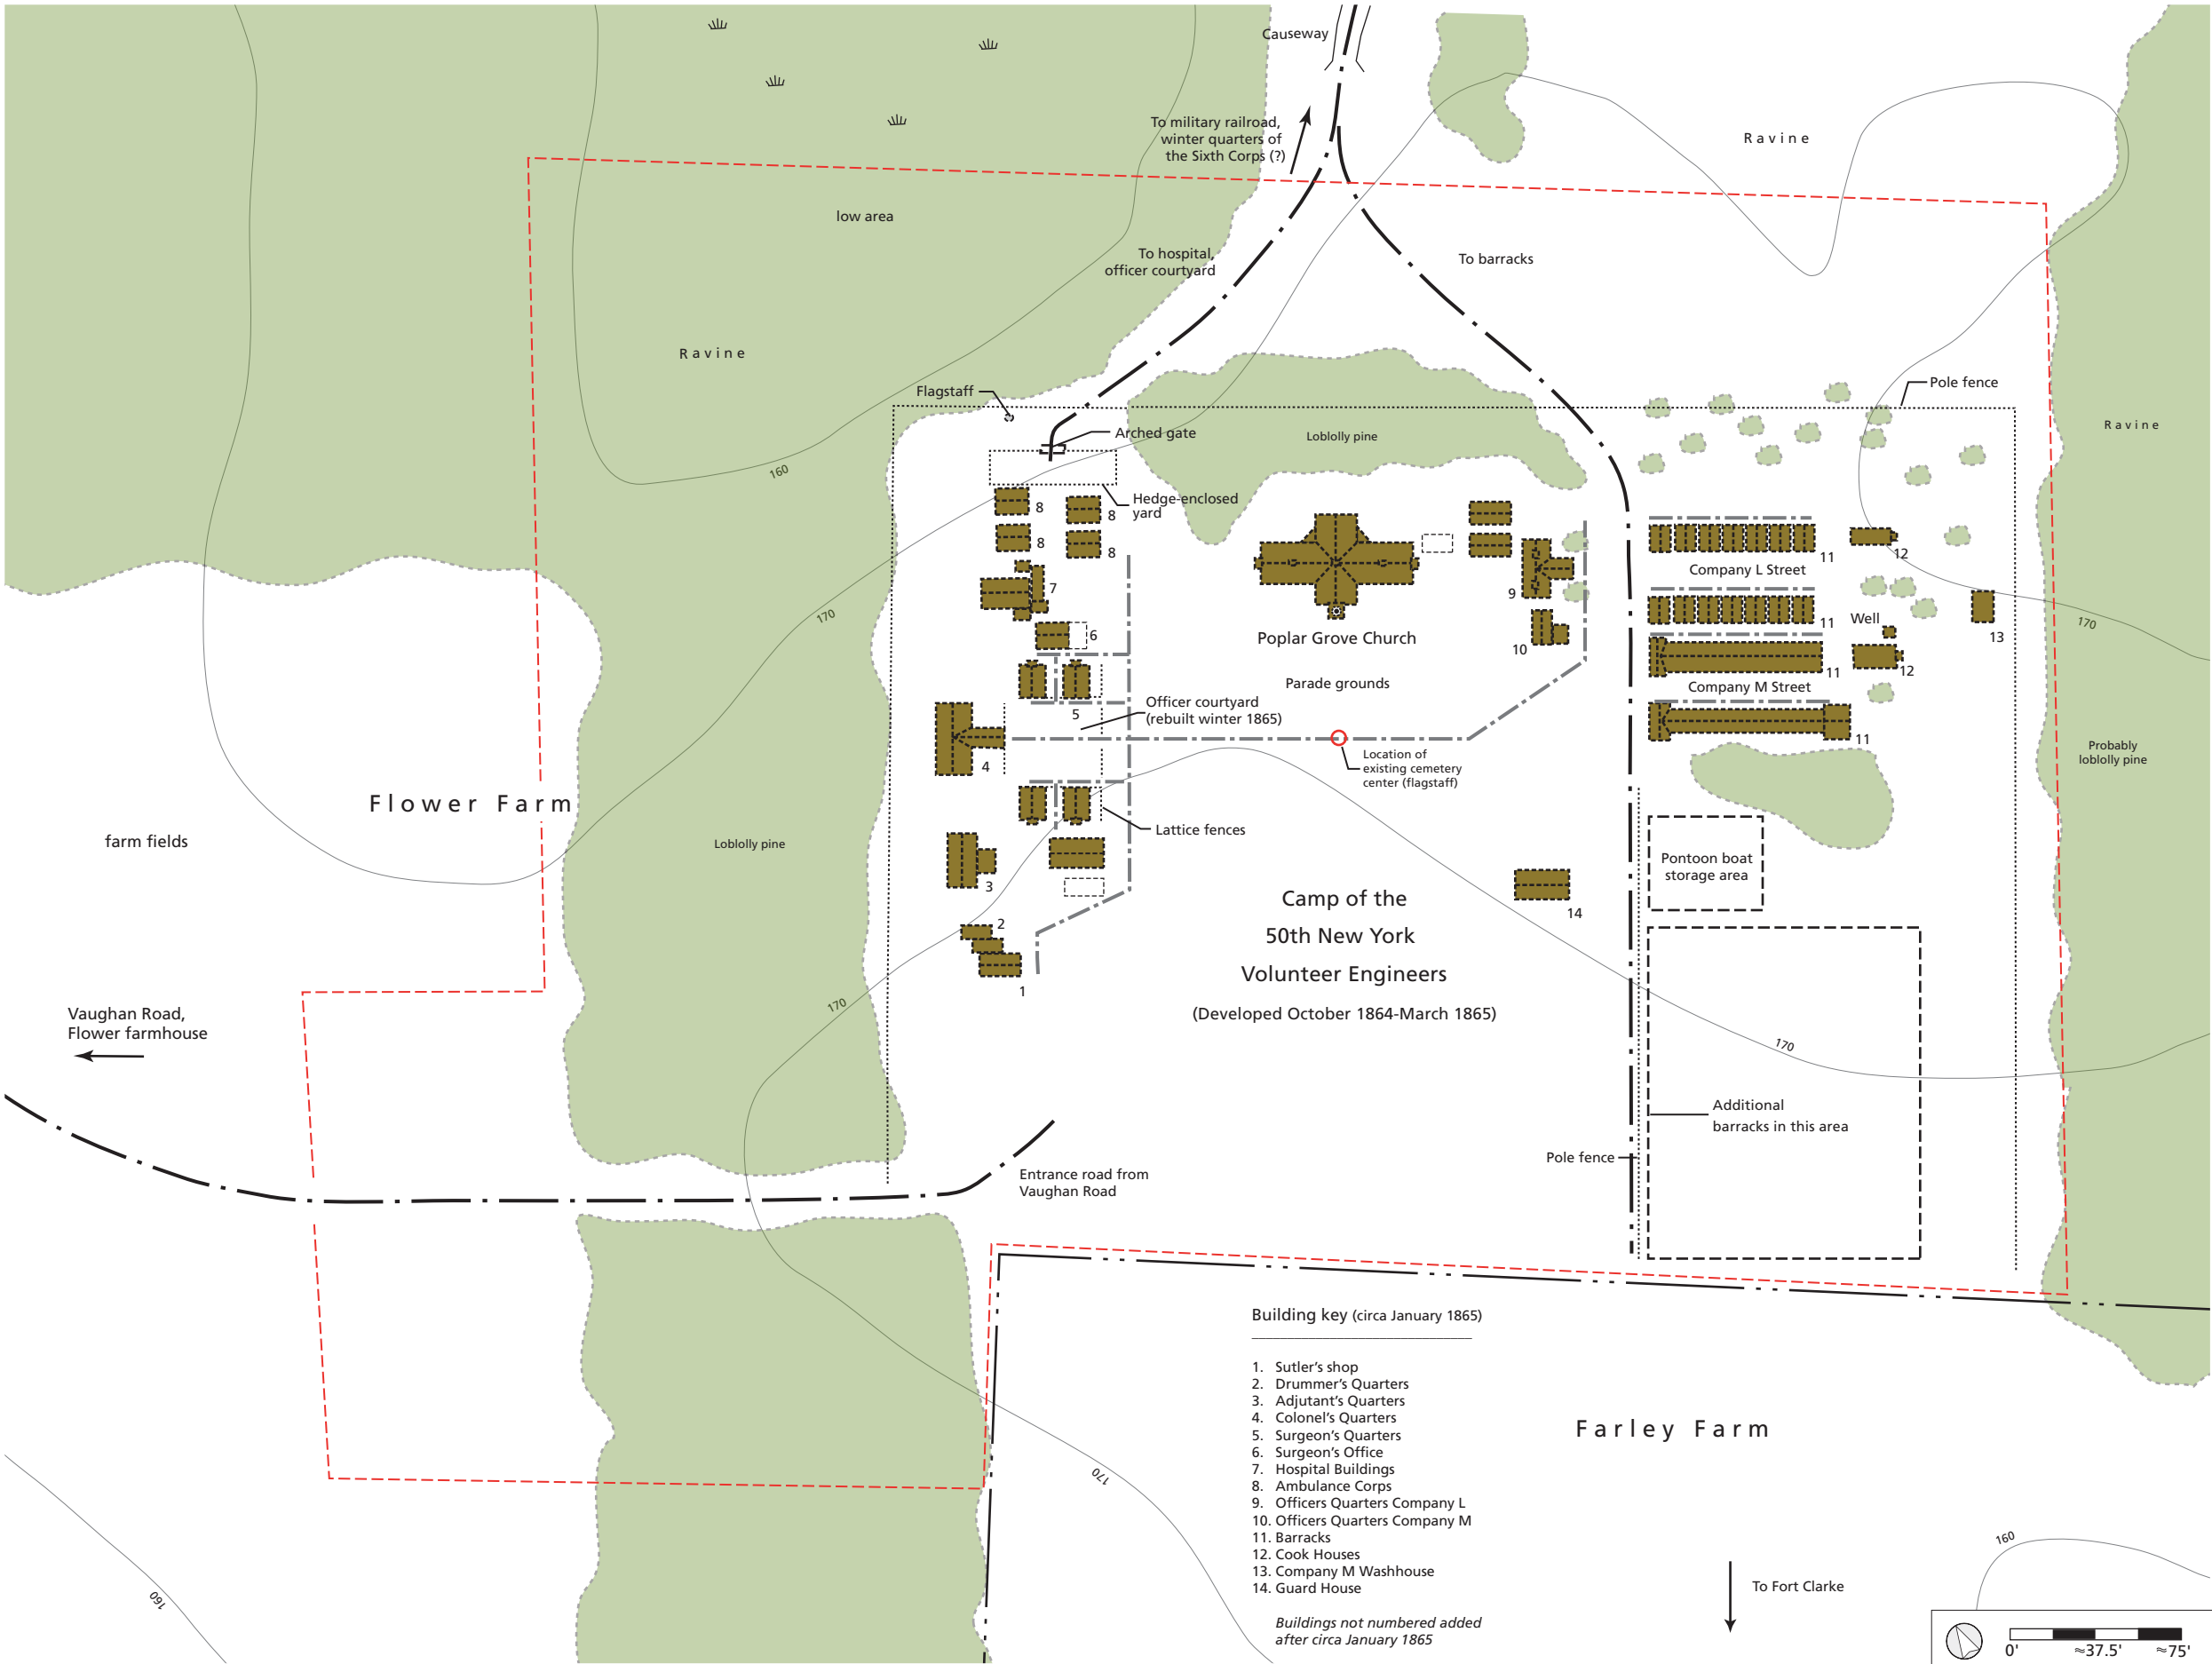 Causeway
To military railroad,
winter quarters of
the Sixth Corps (?)
Ravine
low area
To hospital,
officer courtyard
To barracks
Ravine
Flagstaff
Pole fence
Arched gate
Loblolly pine
Ravine
160
Hedge-enclosed
yard
8
8
8
8
11
12
Company L Street
7
9
170
11
Well
13
170
6
Poplar Grove Church
10
11
12
Parade grounds
Company M Street
5
Officer courtyard
(rebuilt winter 1865)
11
4
Location of
existing cemetery
center (flagstaff)
Probably
loblolly pine
Flower Farm
farm fields
Loblolly pine
Lattice fences
Pontoon boat
storage area
3
14
Camp of the
50th New York
Volunteer Engineers
(Developed October 1864-March 1865)
2
1
170
Vaughan Road,
Flower farmhouse
170
Additional
barracks in this area
Pole fence
Entrance road from
Vaughan Road
Building key (circa January 1865)
1. Sutler's shop
2. Drummer's Quarters
3. Adjutant's Quarters
4. Colonel's Quarters
5. Surgeon's Quarters
6. Surgeon's Office
7. Hospital Buildings
8. Ambulance Corps
9. Officers Quarters Company L
10. Officers Quarters Company M
11. Barracks
12. Cook Houses
13. Company M Washhouse
14. Guard House
Buildings not numbered added
after circa January 1865
Farley Farm
170
160
160
To Fort Clarke
0' ≈37.5' ≈75'